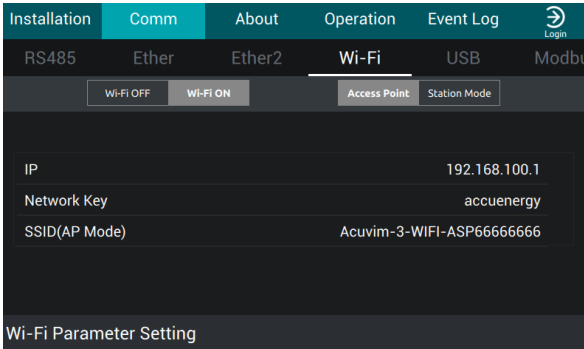 Installation Comm About Operation Event Log Login
RS485 Ether Ether2 Wi-Fi USB Modbu
Wi-Fi OFF Wi-Fi ON Access Point Station Mode
IP 192.168.100.1
Network Key accuenergy
SSID(AP Mode) Acuvim-3-WIFI-ASP66666666
Wi-Fi Parameter Setting